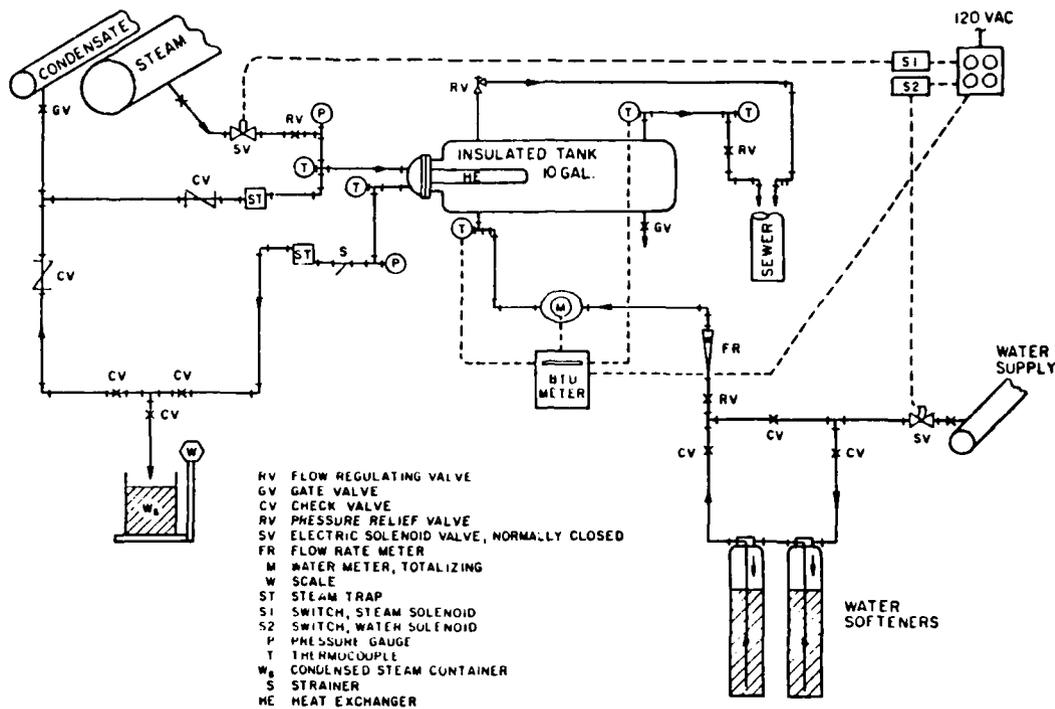 120 VAC
CONDENSATE
STEAM
S1
S2
GV
P
RV
RV
SV
T
T
T
INSULATED TANK
10 GAL.
RV
CV
T
HE
ST
T
GV
SEWER
ST
S
P
CV
M
FR
WATER
SUPPLY
BTU
METER
CV
CV
RV
CV
SV
CV
CV
CV
W
W8
RV FLOW REGULATING VALVE
GV GATE VALVE
CV CHECK VALVE
RV PRESSURE RELIEF VALVE
SV ELECTRIC SOLENOID VALVE, NORMALLY CLOSED
FR FLOW RATE METER
M WATER METER, TOTALIZING
W SCALE
ST STEAM TRAP
S1 SWITCH, STEAM SOLENOID
S2 SWITCH, WATER SOLENOID
P PRESSURE GAUGE
T THERMOCOUPLE
W8 CONDENSED STEAM CONTAINER
S STRAINER
HE HEAT EXCHANGER
WATER
SOFTENERS